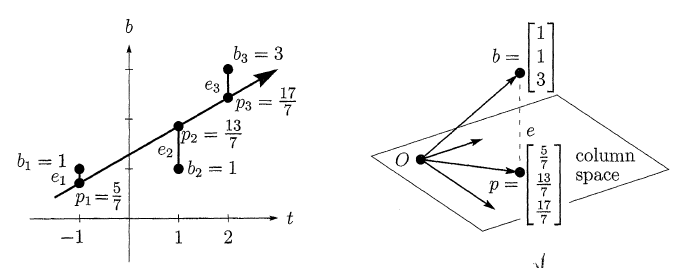 b
b₃ = 3
e₃
p₃ = 17/7
p₂ = 13/7
e₂
b₂ = 1
b₁ = 1
e₁
p₁ = 5/7
−1
1
2
t
b = [1 1 3]
O
e
p = [5/7 13/7 17/7]
column
space